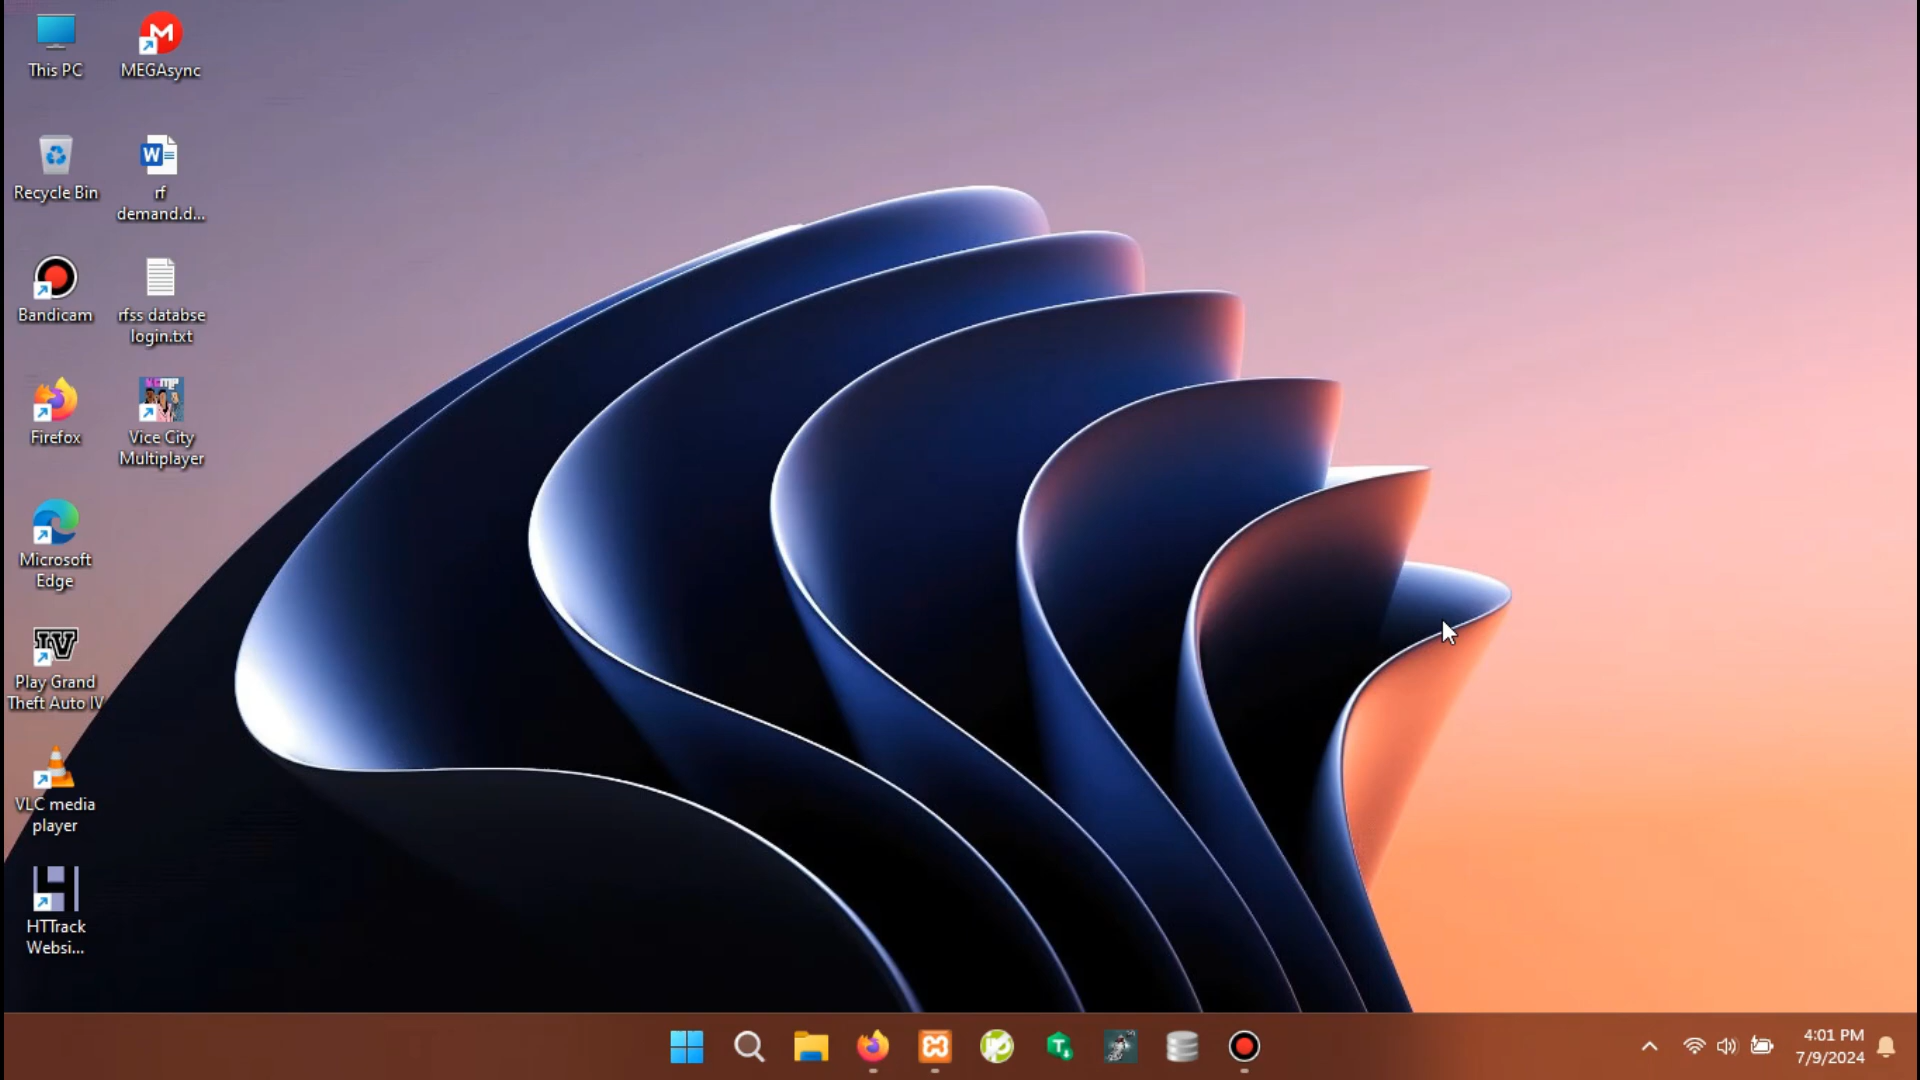 This PC
MEGAsync
Recycle Bin
rf
demand.d...
Bandicam
rfss databse
login.txt
Firefox
Vice City
Multiplayer
Microsoft
Edge
IV
Play Grand
Theft Auto IV
VLC media
player
HTTrack
Websi...
4:01 PM
7/9/2024